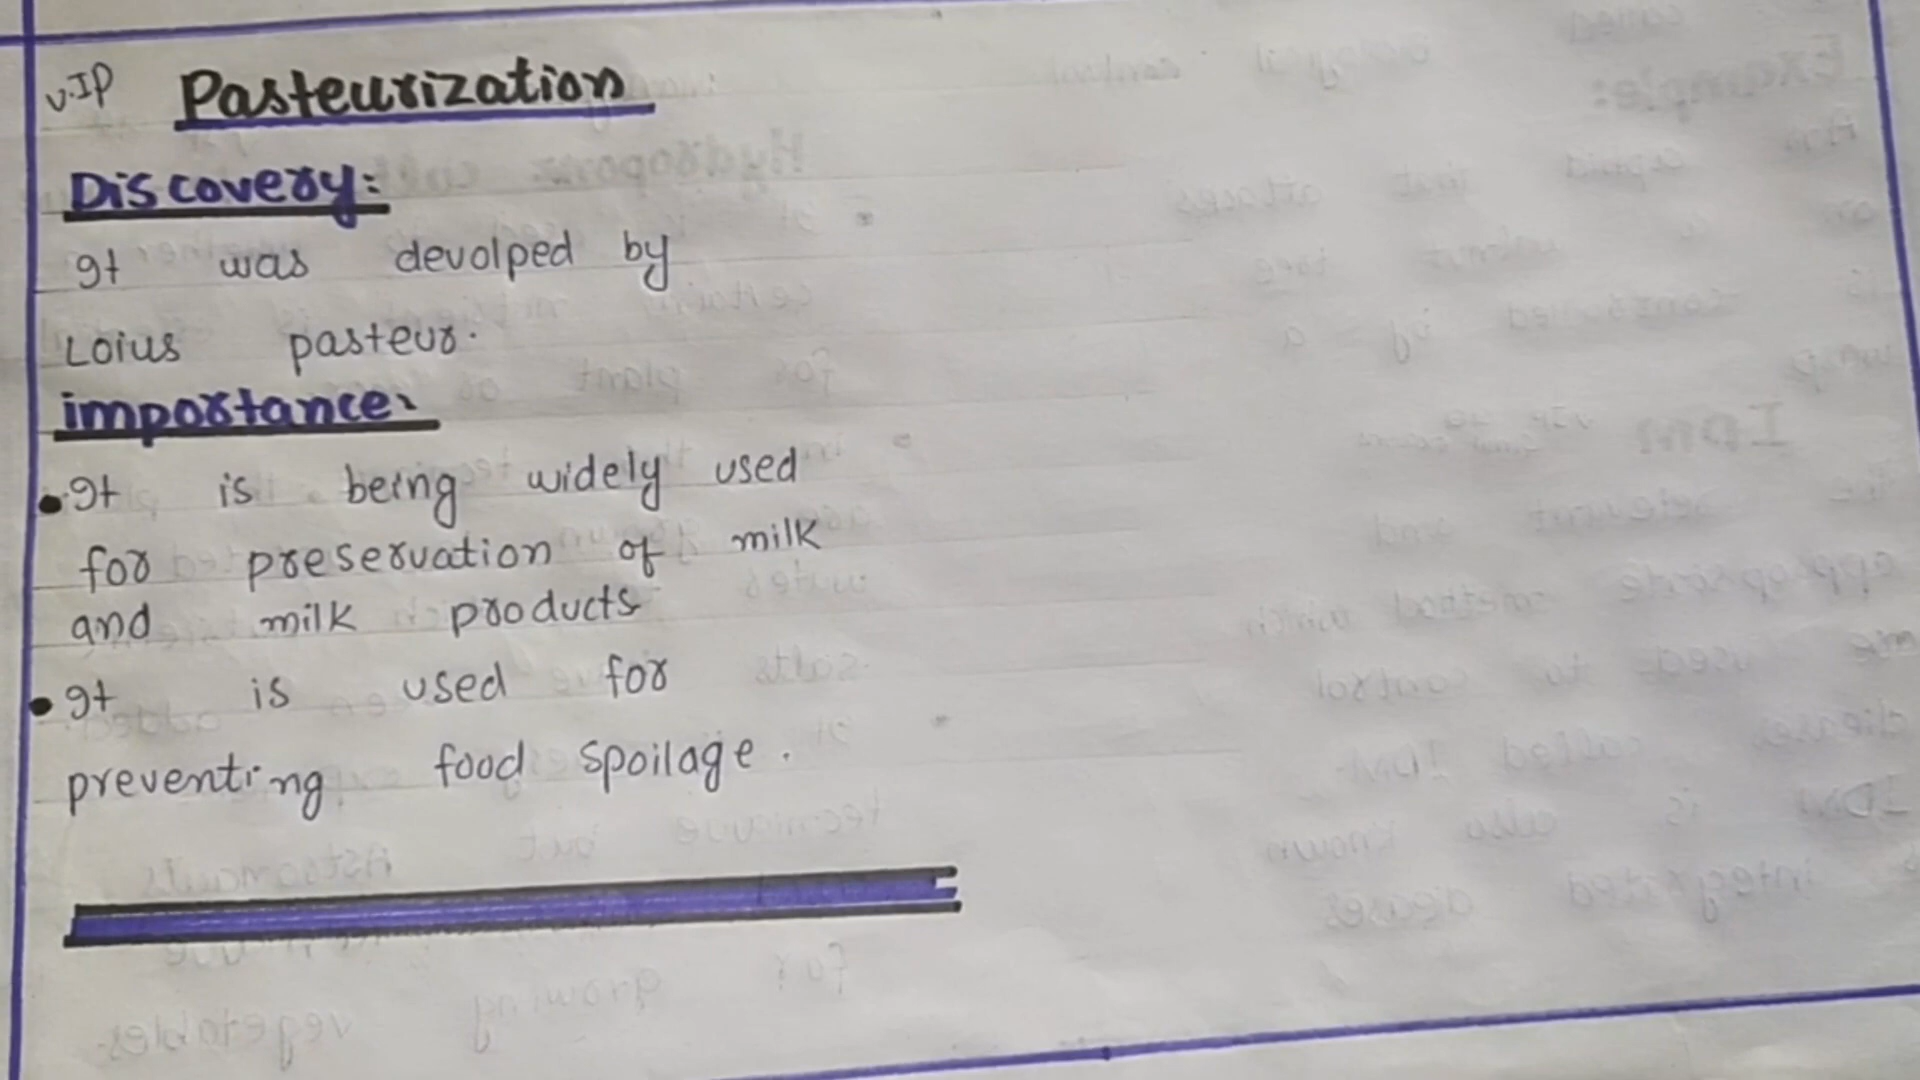 v.IP Pasteurization
Discovery:
It was devolped by
Loius pasteur.
importance:
• It is being widely used
for preservation of milk
and milk products
• It is used for
preventing food spoilage.